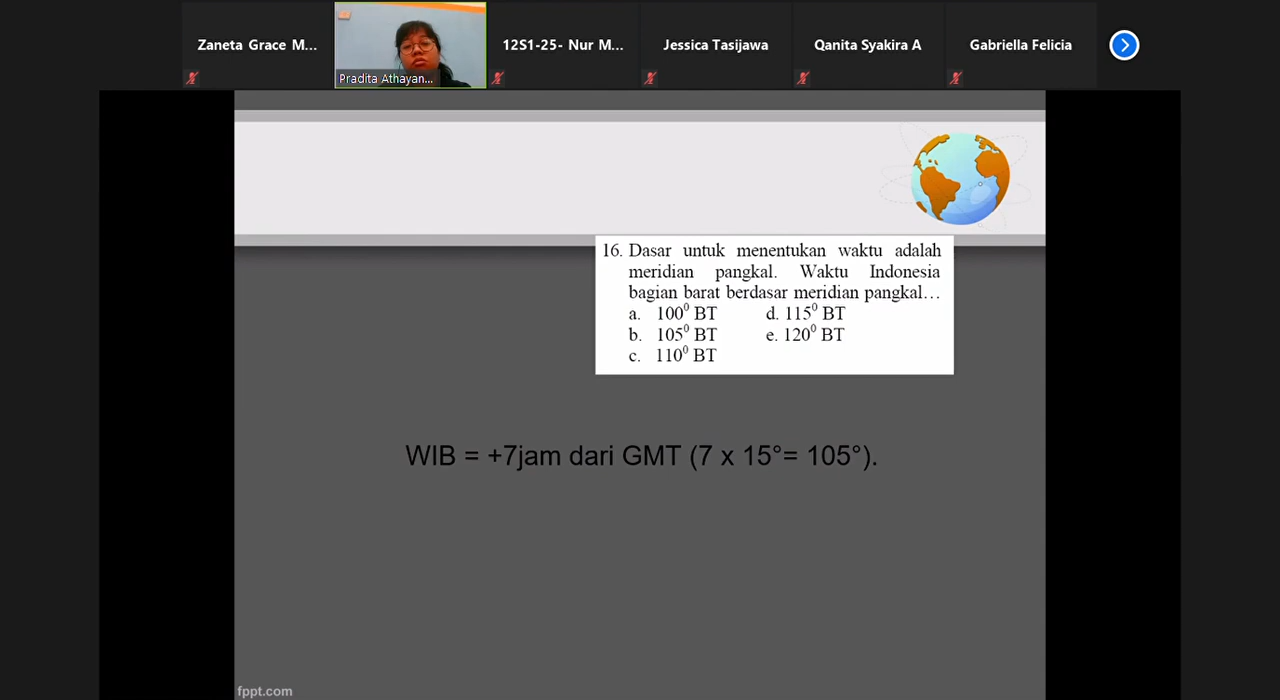 Zaneta Grace M...
Pradita Athayan...
12S1-25- Nur M...
Jessica Tasijawa
Qanita Syakira A
Gabriella Felicia
16. Dasar untuk menentukan waktu adalah
meridian pangkal. Waktu Indonesia
bagian barat berdasar meridian pangkal…
a. 100⁰ BT d. 115⁰ BT
b. 105⁰ BT e. 120⁰ BT
c. 110⁰ BT
WIB = +7jam dari GMT (7 x 15°= 105°).
fppt.com